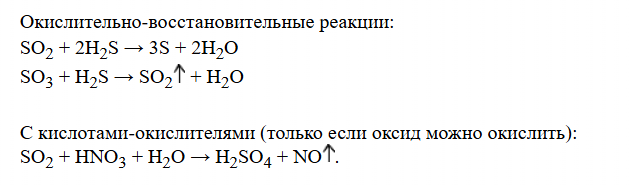 Окислительно-восстановительные реакции:
SO₂ + 2H₂S → 3S + 2H₂O
SO₃ + H₂S → SO₂↑ + H₂O
С кислотами-окислителями (только если оксид можно окислить):
SO₂ + HNO₃ + H₂O → H₂SO₄ + NO↑.